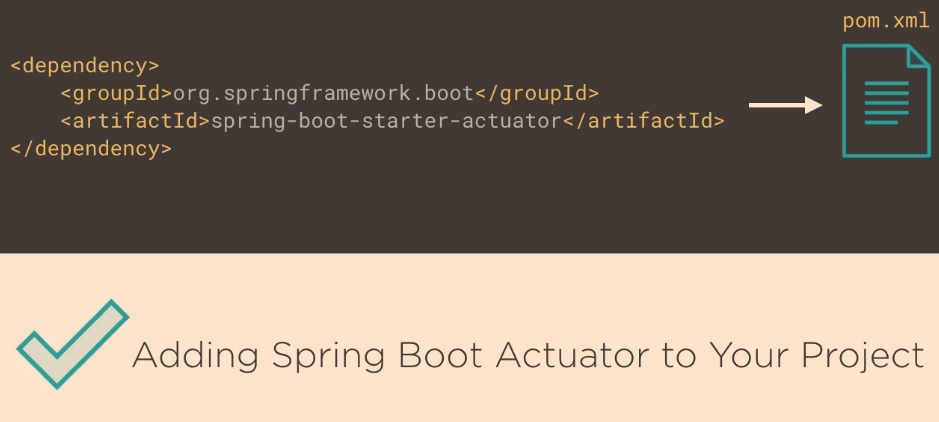 pom.xml
<dependency>
    <groupId>org.springframework.boot</groupId>
    <artifactId>spring-boot-starter-actuator</artifactId>
</dependency>
Adding Spring Boot Actuator to Your Project